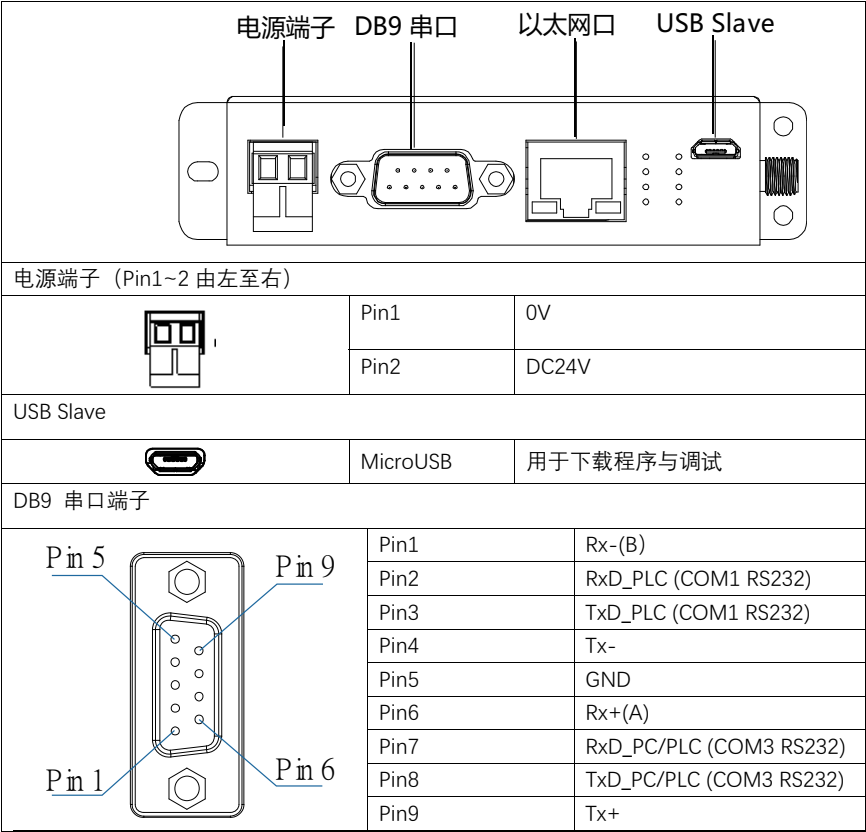 电源端子 DB9 串口 以太网口 USB Slave
电源端子（Pin1~2 由左至右）
Pin1 0V
Pin2 DC24V
USB Slave
MicroUSB 用于下载程序与调试
DB9 串口端子
Pin 5
Pin 9
Pin 1
Pin 6
Pin1 Rx-(B)
Pin2 RxD_PLC (COM1 RS232)
Pin3 TxD_PLC (COM1 RS232)
Pin4 Tx-
Pin5 GND
Pin6 Rx+(A)
Pin7 RxD_PC/PLC (COM3 RS232)
Pin8 TxD_PC/PLC (COM3 RS232)
Pin9 Tx+